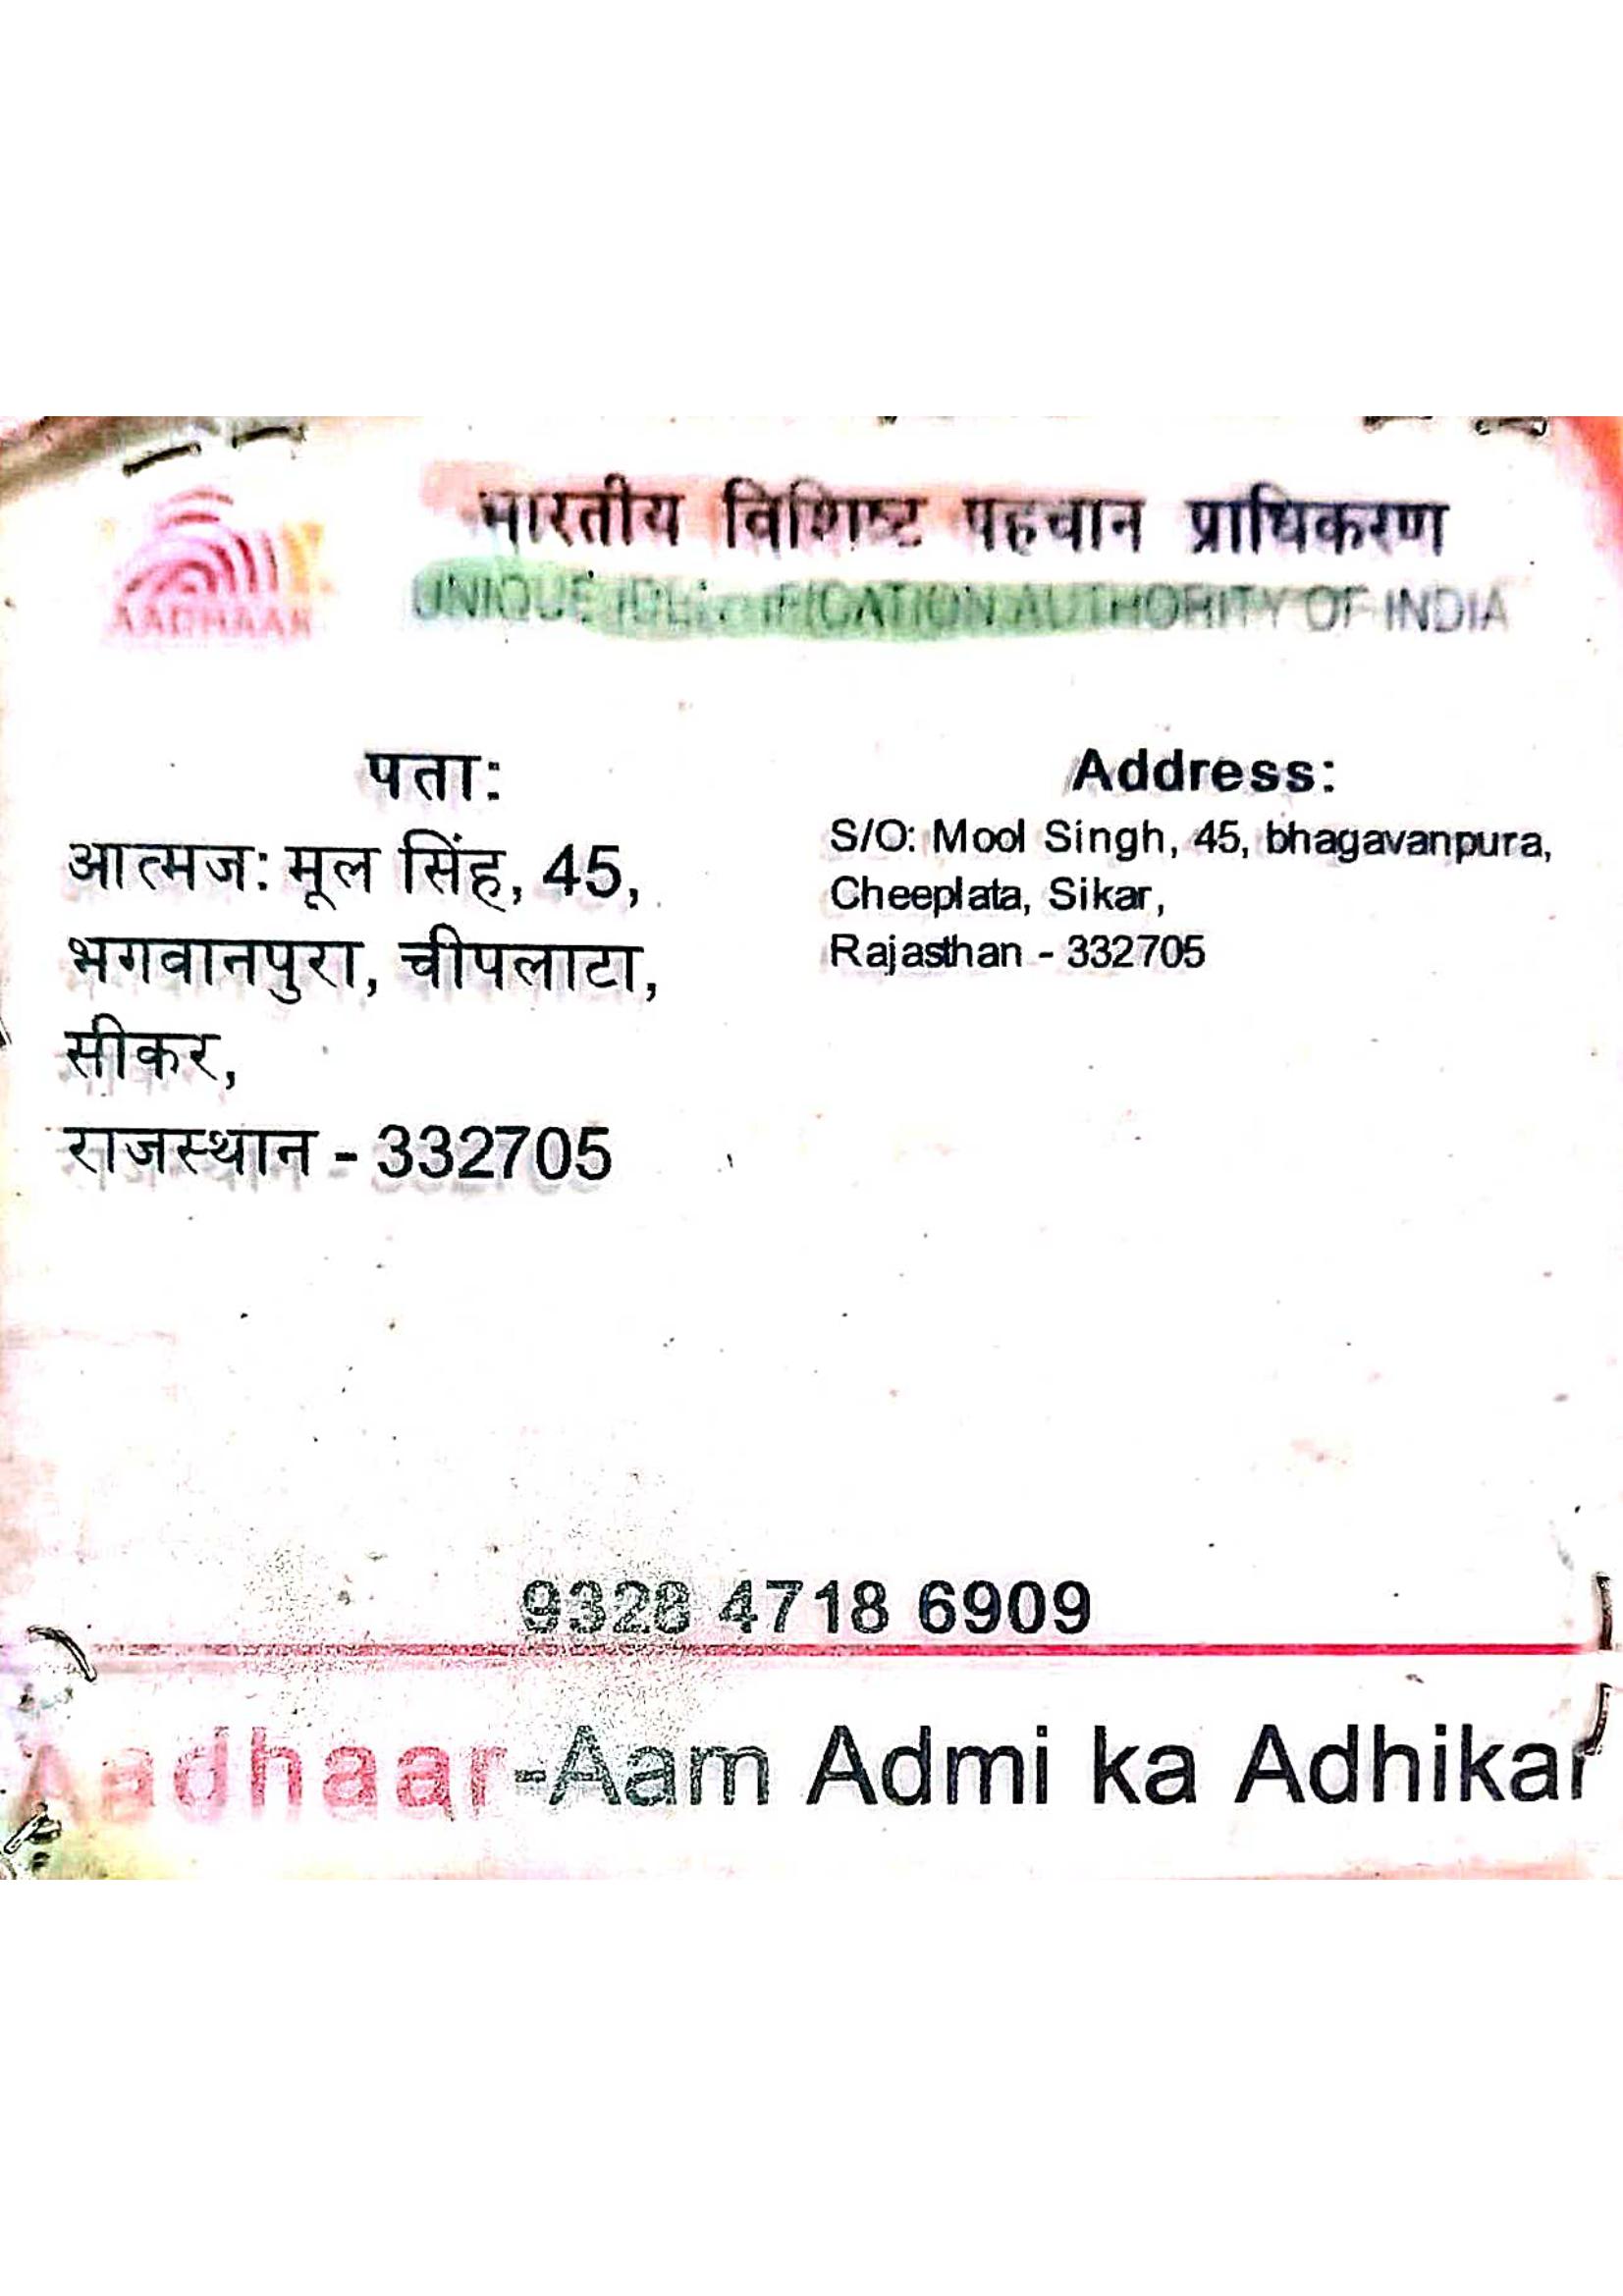 AADHAAR
भारतीय विशिष्ट पहचान प्राधिकरण
UNIQUE IDENTIFICATION AUTHORITY OF INDIA
पता:
आत्मज: मूल सिंह, 45,
भगवानपुरा, चीपलाटा,
सीकर,
राजस्थान - 332705
Address:
S/O: Mool Singh, 45, bhagavanpura,
Cheeplata, Sikar,
Rajasthan - 332705
9328 4718 6909
Aadhaar-Aam Admi ka Adhikar